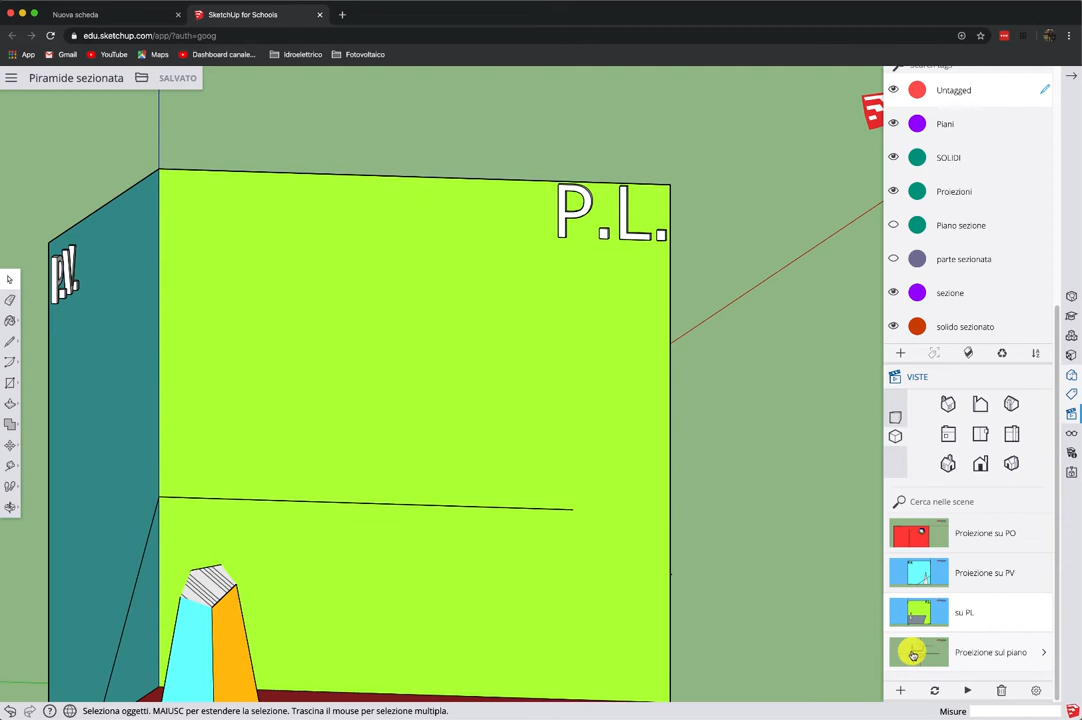 Nuova scheda
SketchUp for Schools
edu.sketchup.com/app/?auth=goog
App Gmail YouTube Maps Dashboard canale... Idroelettrico Fotovoltaico
Piramide sezionata SALVATO
Search tags
Untagged
Piani
SOLIDI
Proiezioni
Piano sezione
parte sezionata
sezione
solido sezionato
P.L.
VISTE
Cerca nelle scene
Proiezione su PO
Proiezione su PV
su PL
Proeizione sul piano
Seleziona oggetti. MAIUSC per estendere la selezione. Trascina il mouse per selezione multipla.
Misure